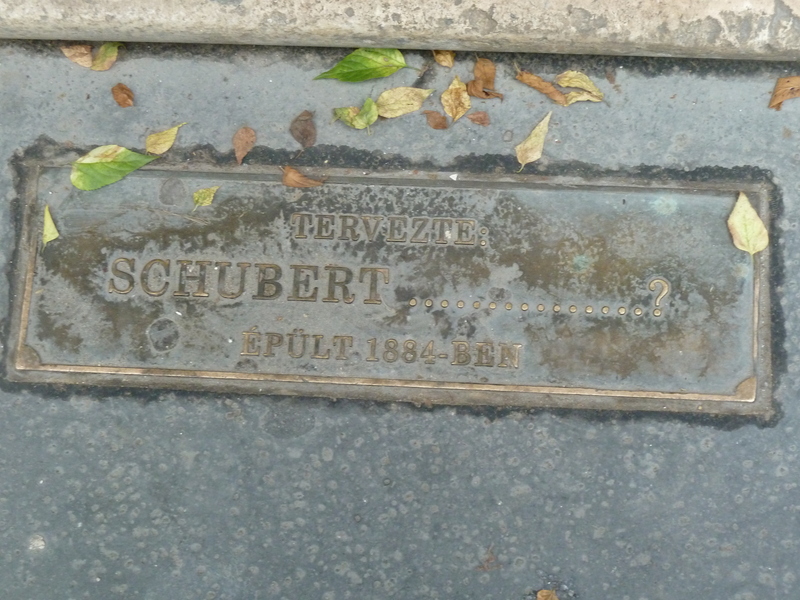 TERVEZTE:
SCHUBERT ...............?
ÉPÜLT 1884-BEN